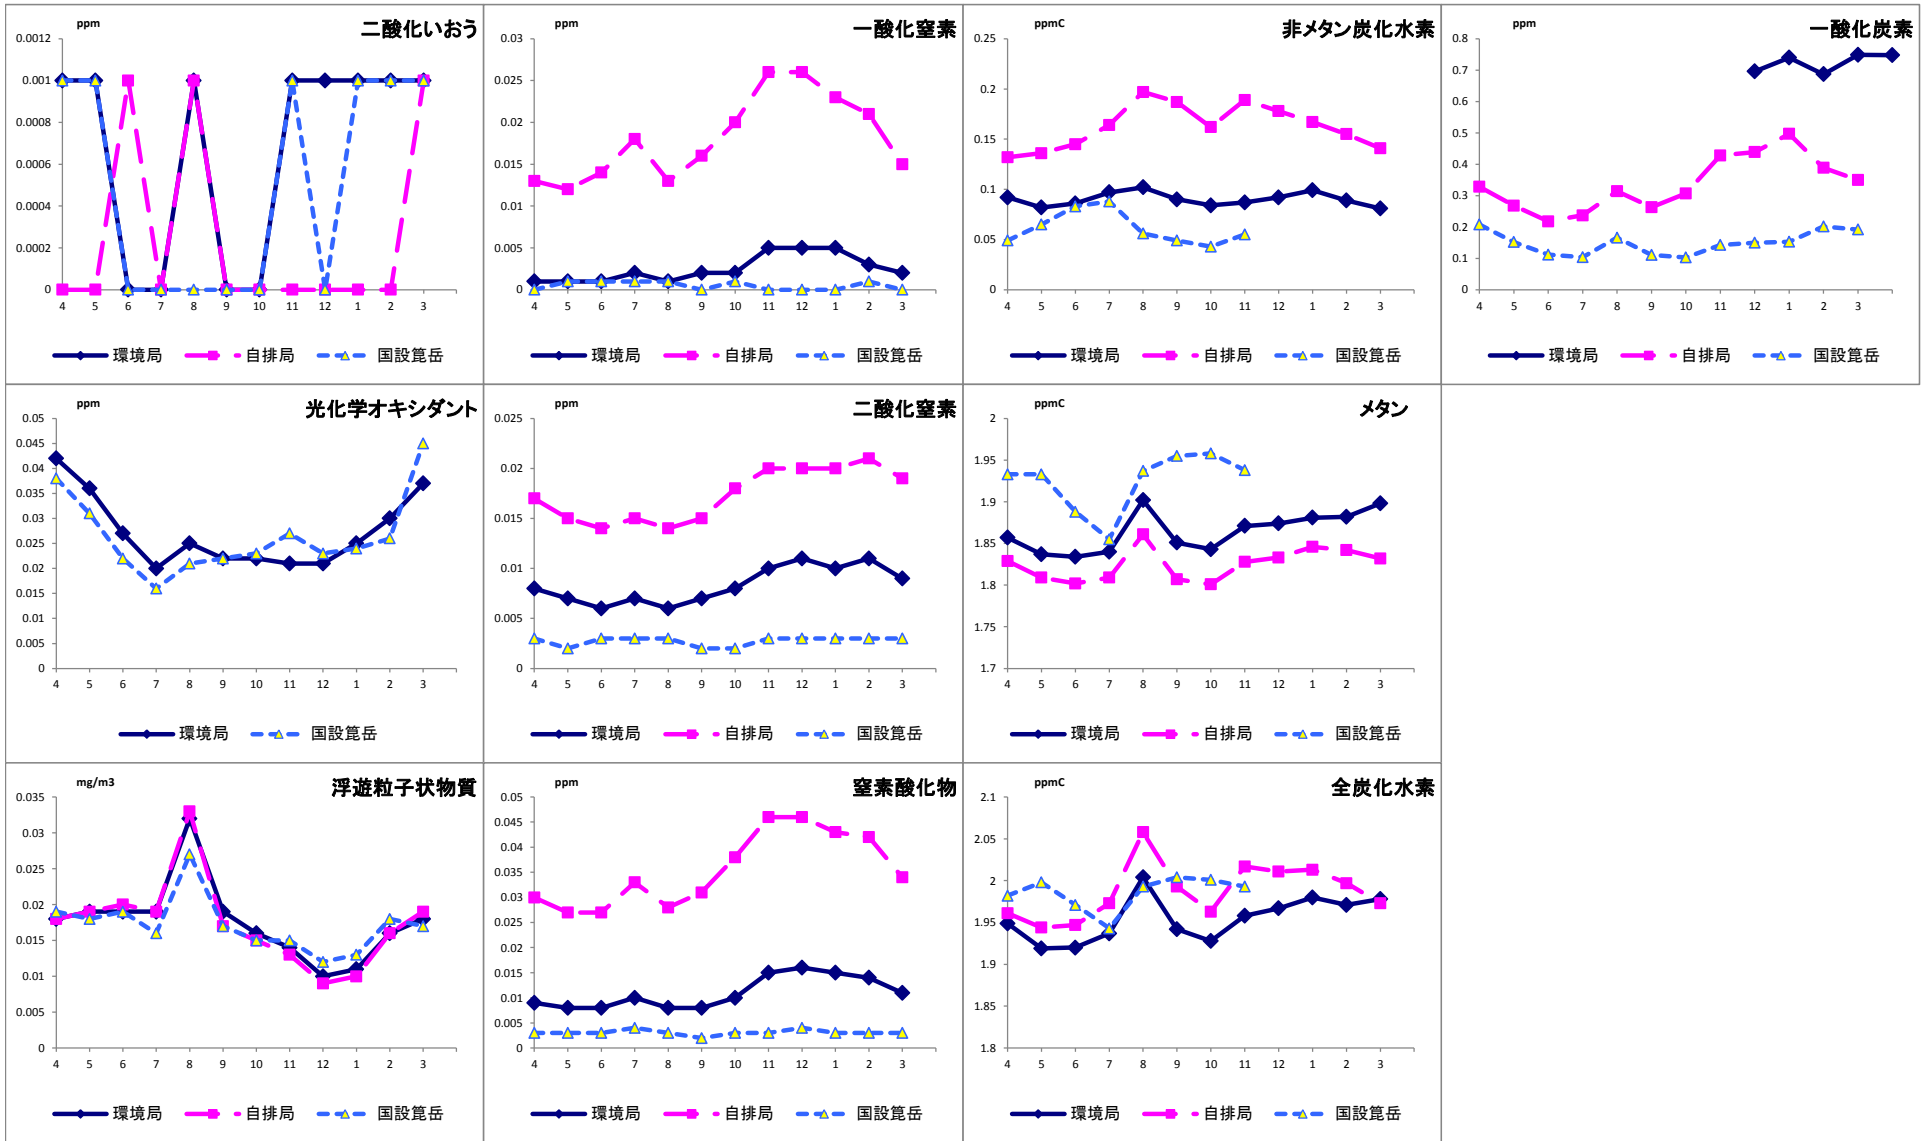 ppm
二酸化いおう
0.0012
0.001
0.0008
0.0006
0.0004
0.0002
0
4 5 6 7 8 9 10 11 12 1 2 3
環境局 自排局 国設箟岳
ppm
一酸化窒素
0.03
0.025
0.02
0.015
0.01
0.005
0
4 5 6 7 8 9 10 11 12 1 2 3
環境局 自排局 国設箟岳
ppmC
非メタン炭化水素
0.25
0.2
0.15
0.1
0.05
0
4 5 6 7 8 9 10 11 12 1 2 3
環境局 自排局 国設箟岳
ppm
一酸化炭素
0.8
0.7
0.6
0.5
0.4
0.3
0.2
0.1
0
4 5 6 7 8 9 10 11 12 1 2 3
環境局 自排局 国設箟岳
ppm
光化学オキシダント
0.05
0.045
0.04
0.035
0.03
0.025
0.02
0.015
0.01
0.005
0
4 5 6 7 8 9 10 11 12 1 2 3
環境局 国設箟岳
ppm
二酸化窒素
0.025
0.02
0.015
0.01
0.005
0
4 5 6 7 8 9 10 11 12 1 2 3
環境局 自排局 国設箟岳
ppmC
メタン
2
1.95
1.9
1.85
1.8
1.75
1.7
4 5 6 7 8 9 10 11 12 1 2 3
環境局 自排局 国設箟岳
mg/m3
浮遊粒子状物質
0.035
0.03
0.025
0.02
0.015
0.01
0.005
0
4 5 6 7 8 9 10 11 12 1 2 3
環境局 自排局 国設箟岳
ppm
窒素酸化物
0.05
0.045
0.04
0.035
0.03
0.025
0.02
0.015
0.01
0.005
0
4 5 6 7 8 9 10 11 12 1 2 3
環境局 自排局 国設箟岳
ppmC
全炭化水素
2.1
2.05
2
1.95
1.9
1.85
1.8
4 5 6 7 8 9 10 11 12 1 2 3
環境局 自排局 国設箟岳